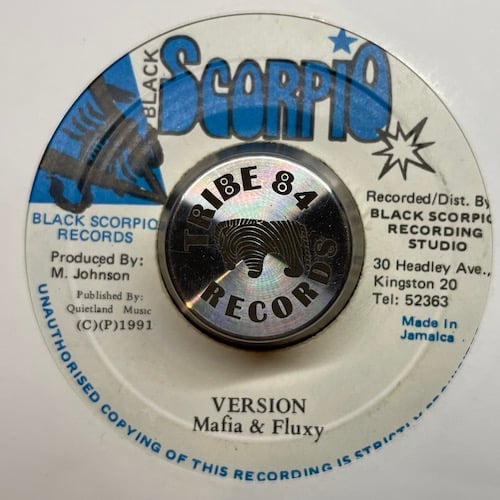 BLACK
SCORPIO
BLACK SCORPIO
RECORDS
Produced By:
M. Johnson
Published By:
Quietland Music
(C)(P)1991
TRIBE 84
RECORDS
Recorded/Dist. By
BLACK SCORPIO
RECORDING
STUDIO
30 Headley Ave.,
Kingston 20
Tel: 52363
Made in
Jamaica
VERSION
Mafia & Fluxy
UNAUTHORISED COPYING OF THIS RECORDING IS STRICTLY